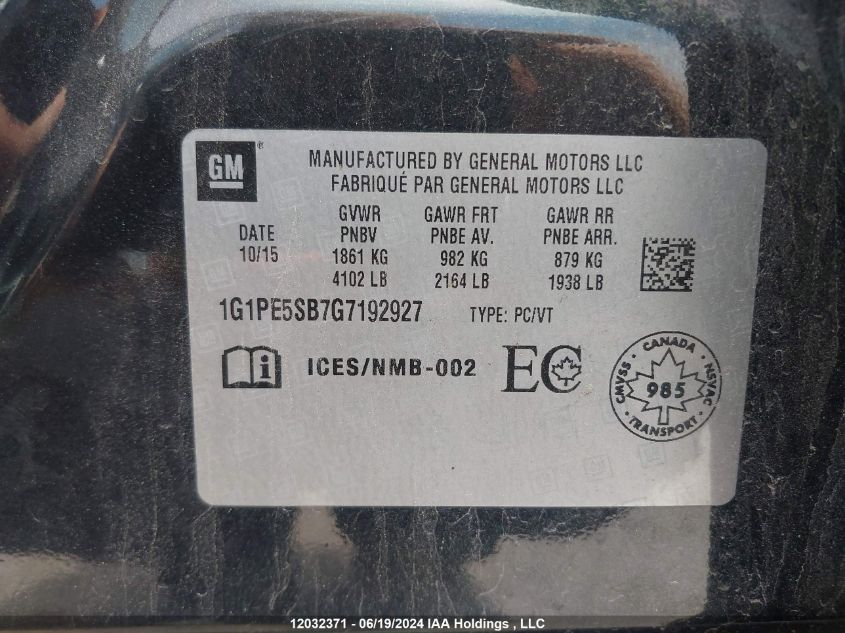 GM ®
MANUFACTURED BY GENERAL MOTORS LLC
FABRIQUÉ PAR GENERAL MOTORS LLC
DATE
10/15
GVWR
PNBV
1861 KG
4102 LB
GAWR FRT
PNBE AV.
982 KG
2164 LB
GAWR RR
PNBE ARR.
879 KG
1938 LB
1G1PE5SB7G7192927 TYPE: PC/VT
i ICES/NMB-002 EC
CANADA
CMVSS · 985 · NSVAC
TRANSPORT
12032371 - 06/19/2024 IAA Holdings , LLC